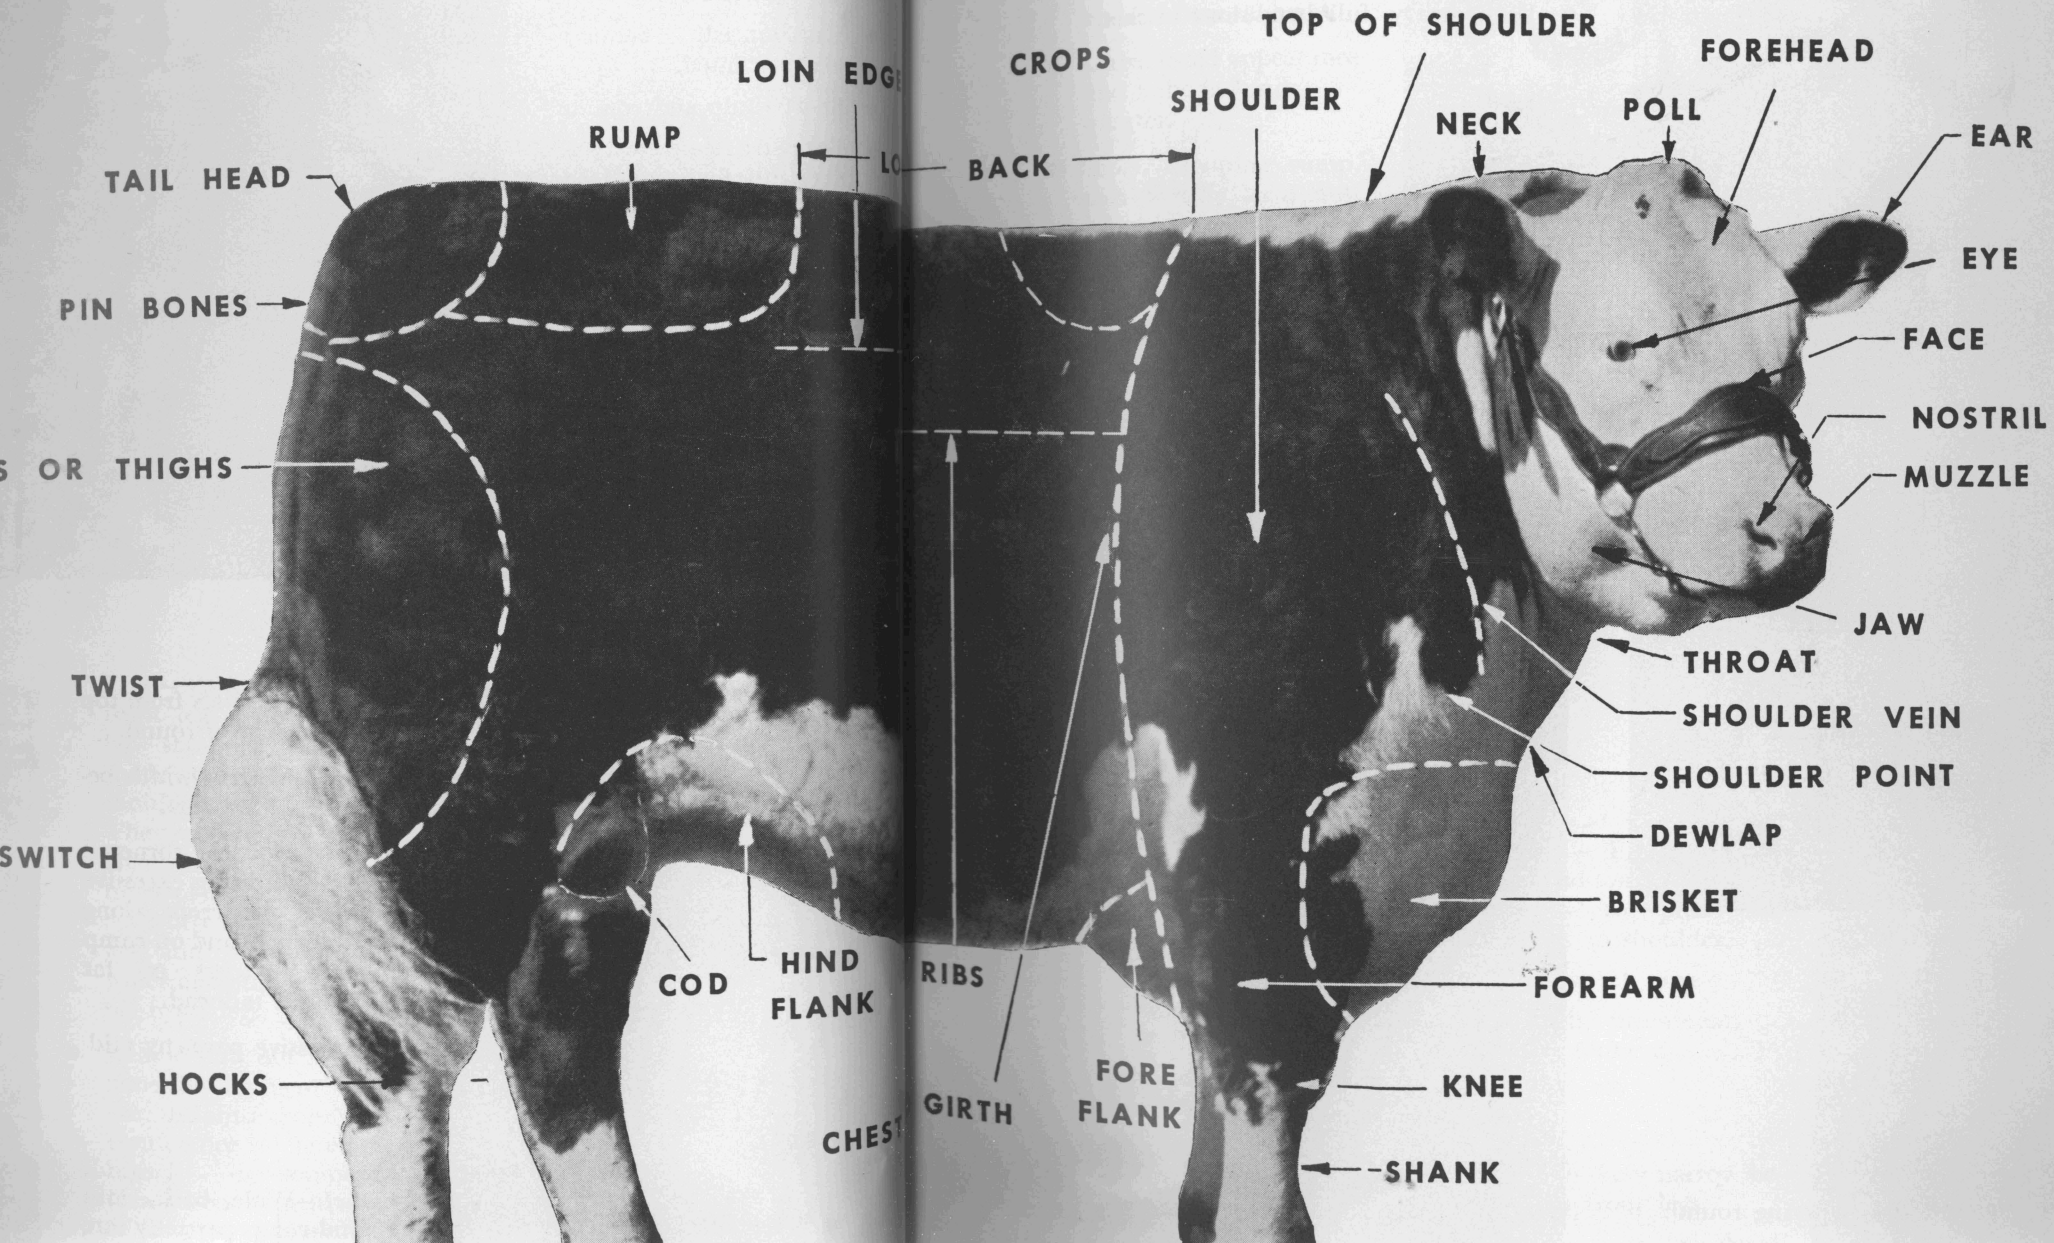 TOP OF SHOULDER
FOREHEAD
CROPS
LOIN EDGE
SHOULDER
POLL
NECK
RUMP
EAR
BACK
TAIL HEAD
EYE
PIN BONES
FACE
NOSTRIL
OR THIGHS
MUZZLE
JAW
THROAT
TWIST
SHOULDER VEIN
SHOULDER POINT
DEWLAP
SWITCH
BRISKET
HIND
FLANK
RIBS
COD
FOREARM
FORE
FLANK
HOCKS
KNEE
GIRTH
CHEST
SHANK